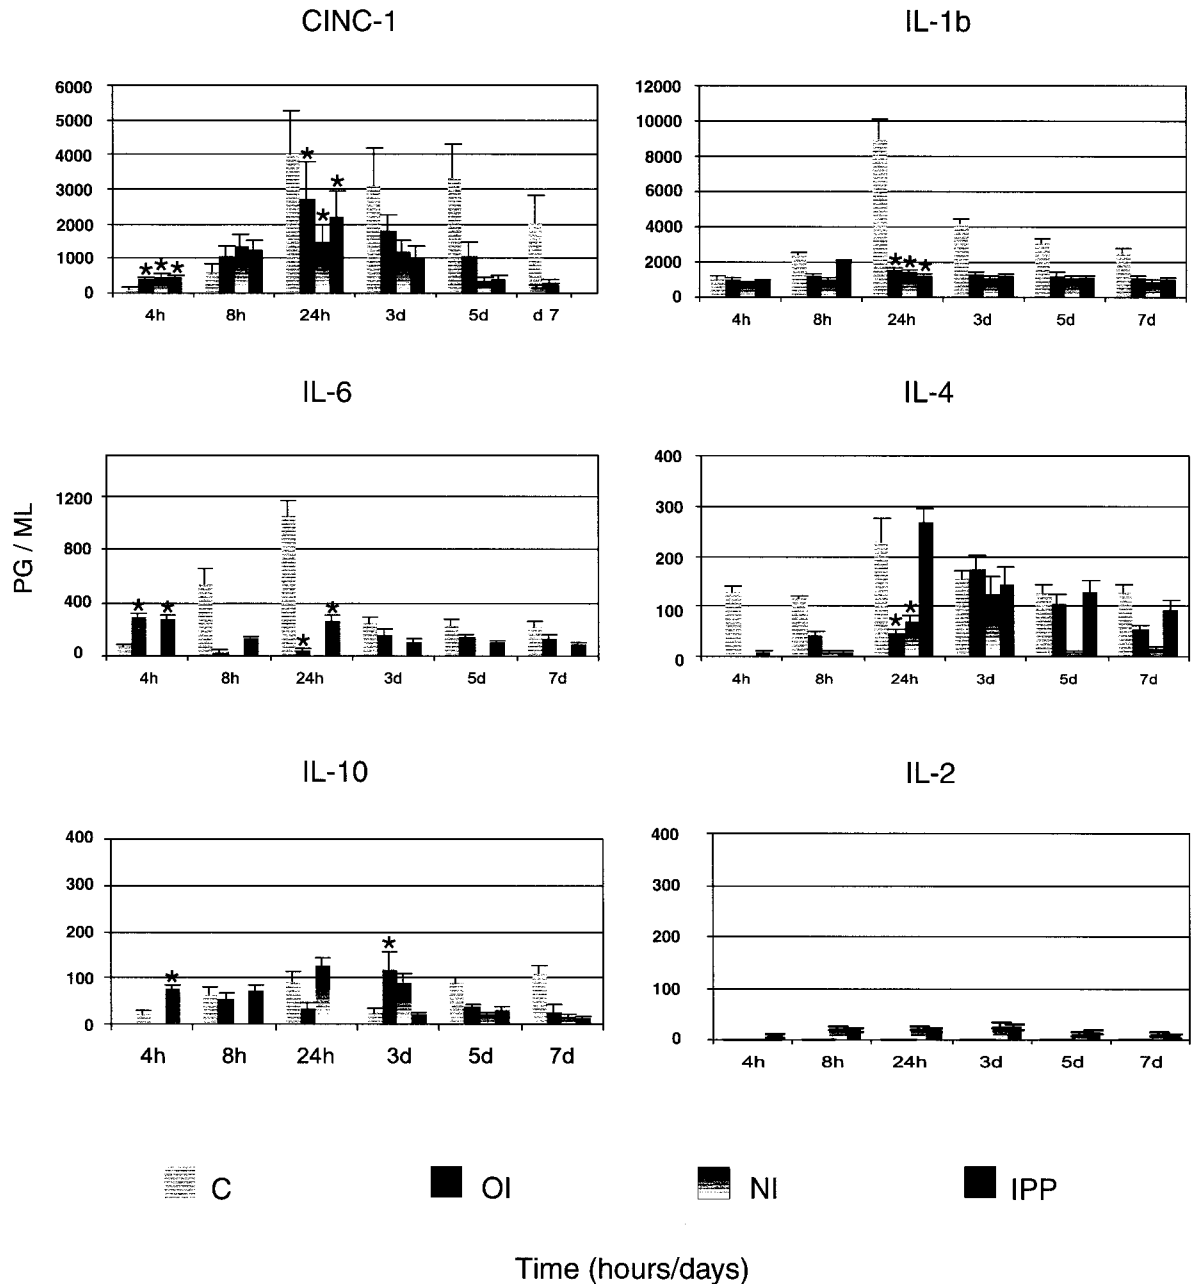 CINC-1
IL-1b
6000
5000
4000
3000
2000
1000
0
* * *
*
*
*
4h 8h 24h 3d 5d d 7
12000
10000
8000
6000
4000
2000
0
* * *
4h 8h 24h 3d 5d 7d
IL-6
IL-4
PG / ML
1200
800
400
0
* *
*
*
4h 8h 24h 3d 5d 7d
400
300
200
100
0
*
*
4h 8h 24h 3d 5d 7d
IL-10
IL-2
400
300
200
100
0
*
*
4h 8h 24h 3d 5d 7d
400
300
200
100
0
4h 8h 24h 3d 5d 7d
C OI NI IPP
Time (hours/days)